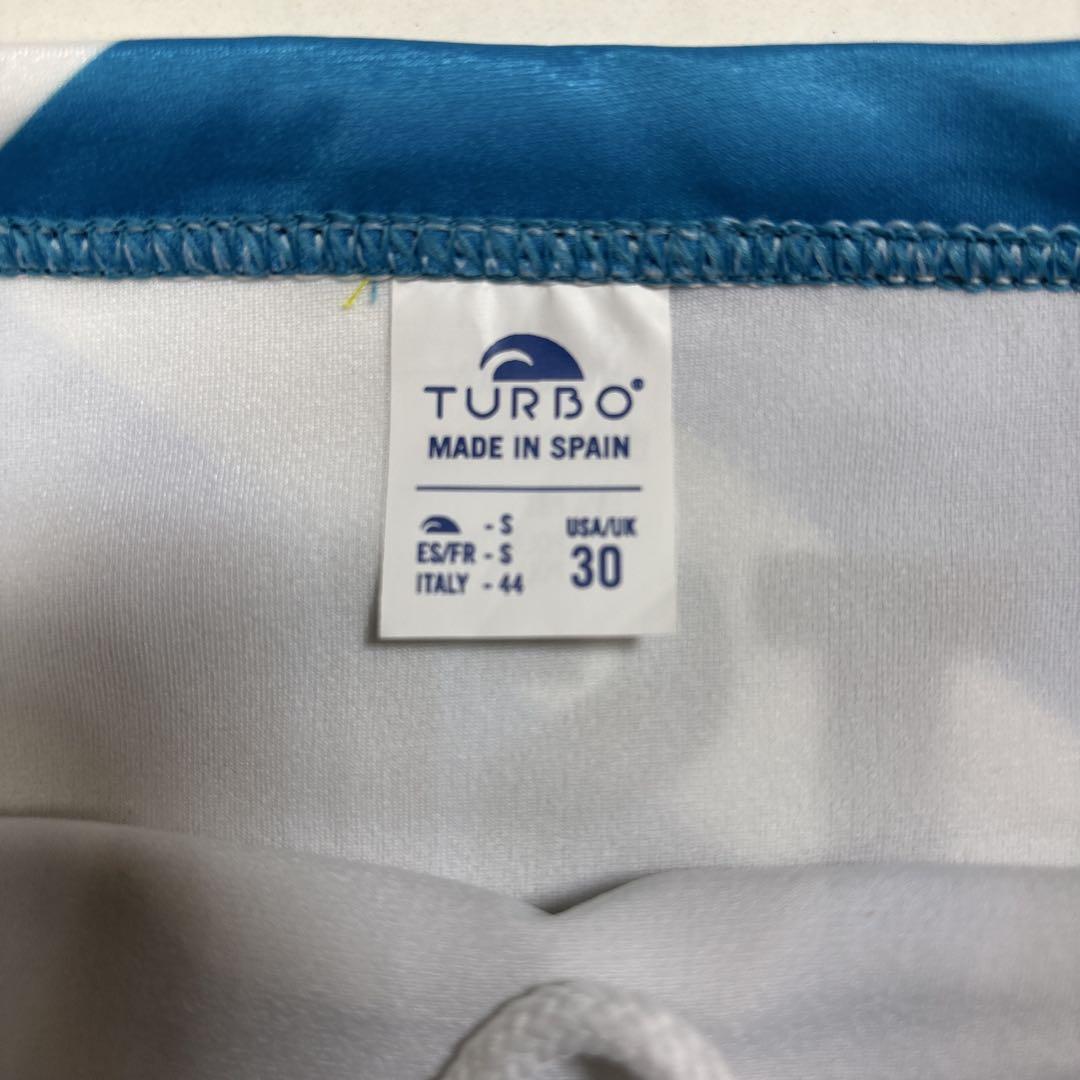 TURBO®
MADE IN SPAIN
- S
ES/FR - S
ITALY - 44
USA/UK
30